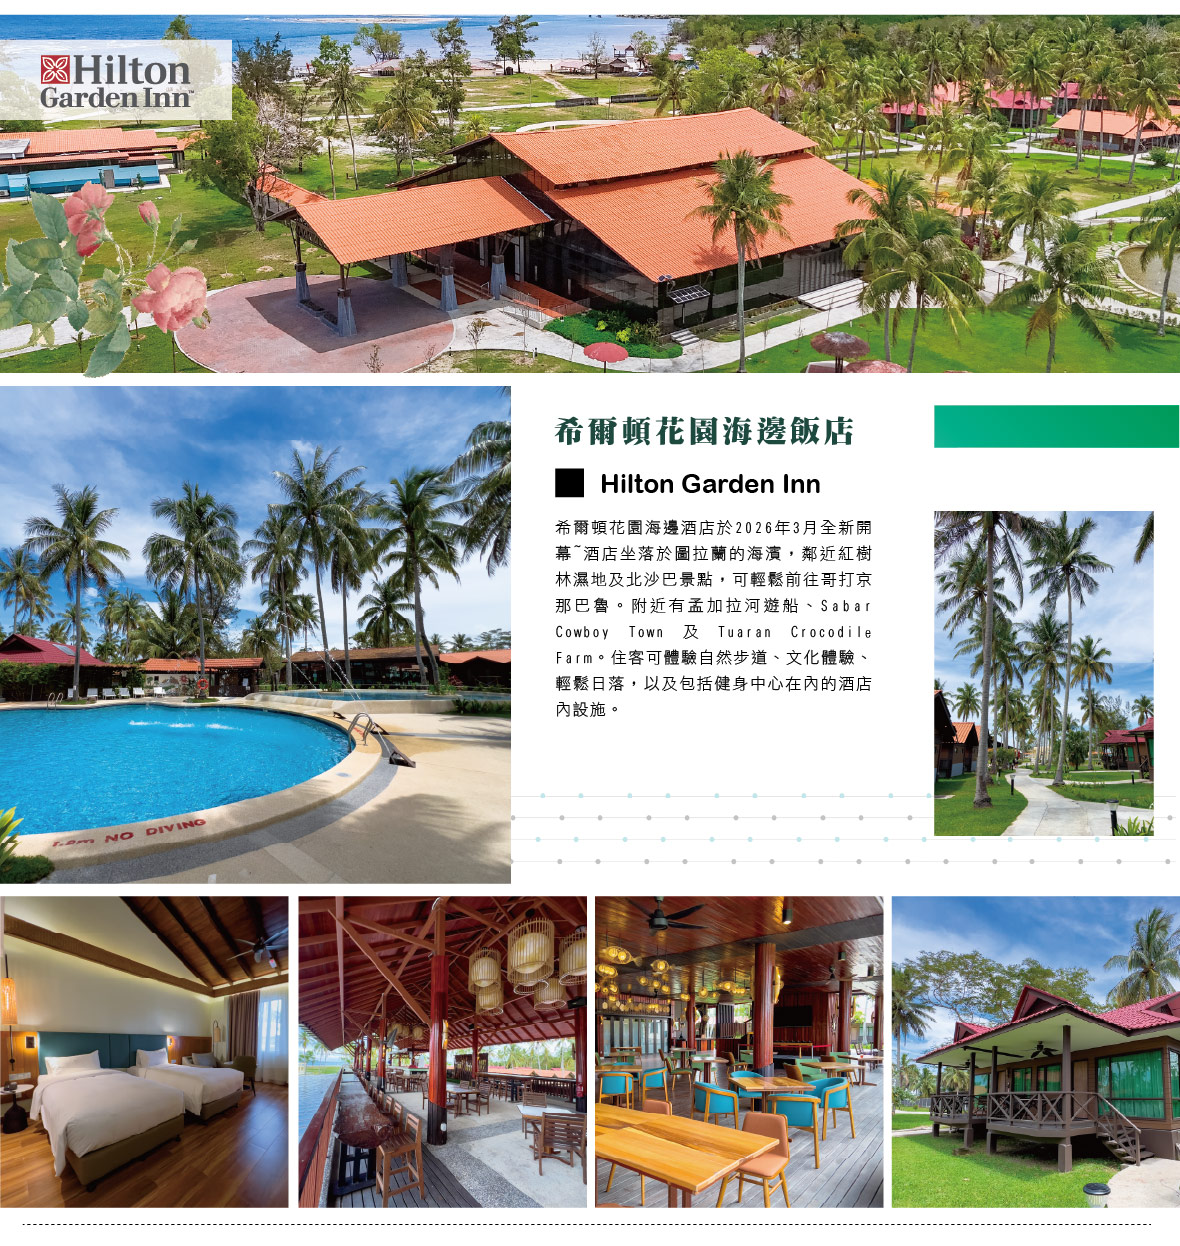 Hilton
Garden Inn™
希爾頓花園海邊飯店
Hilton Garden Inn
希爾頓花園海邊酒店於2026年3月全新開
幕~酒店坐落於圖拉蘭的海濱，鄰近紅樹
林濕地及北沙巴景點，可輕鬆前往哥打京
那巴魯。附近有孟加拉河遊船、Sabar
Cowboy Town 及 Tuaran Crocodile
Farm。住客可體驗自然步道、文化體驗、
輕鬆日落，以及包括健身中心在內的酒店
內設施。
1.2m NO DIVING